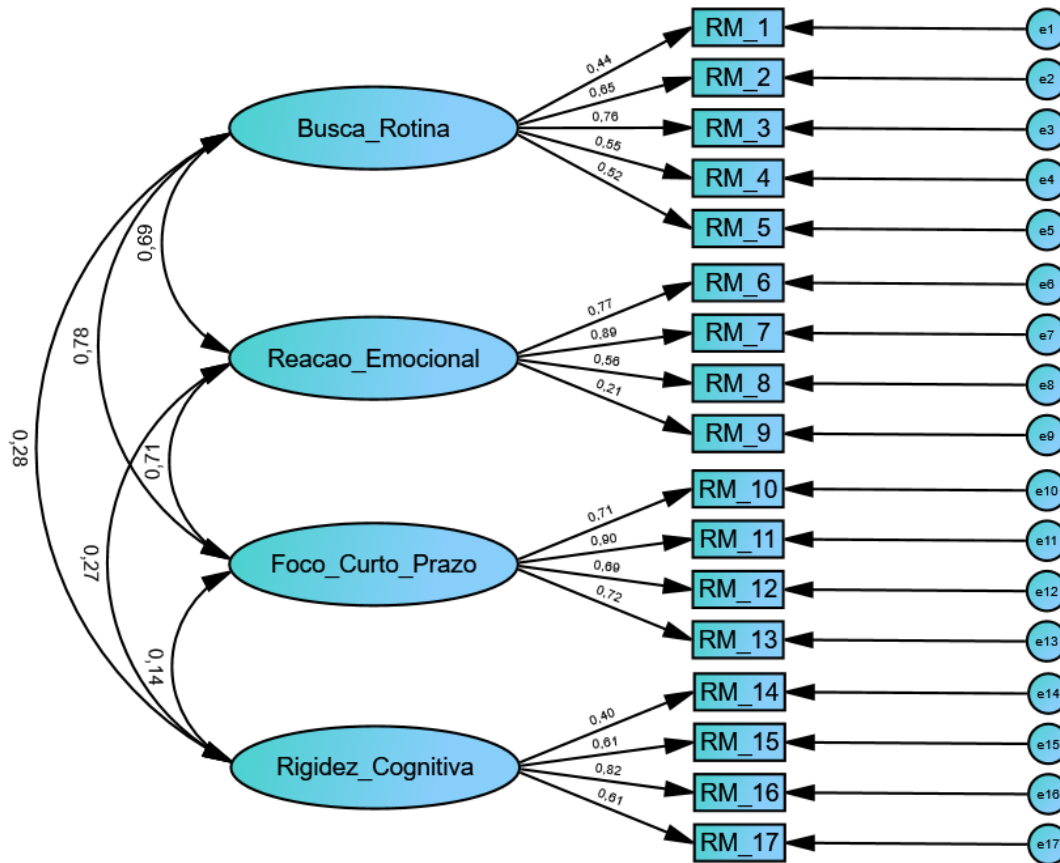 RM_1
e1
0,44
RM_2
e2
0,65
Busca_Rotina
0,76
RM_3
e3
0,55
RM_4
e4
0,52
RM_5
e5
0,69
RM_6
e6
0,77
0,89
RM_7
e7
0,78
Reacao_Emocional
0,56
RM_8
e8
0,21
RM_9
e9
0,28
0,71
RM_10
e10
0,71
0,90
RM_11
e11
0,27
Foco_Curto_Prazo
0,69
RM_12
e12
0,72
RM_13
e13
0,14
RM_14
e14
0,40
0,61
RM_15
e15
Rigidez_Cognitiva
0,82
RM_16
e16
0,61
RM_17
e17